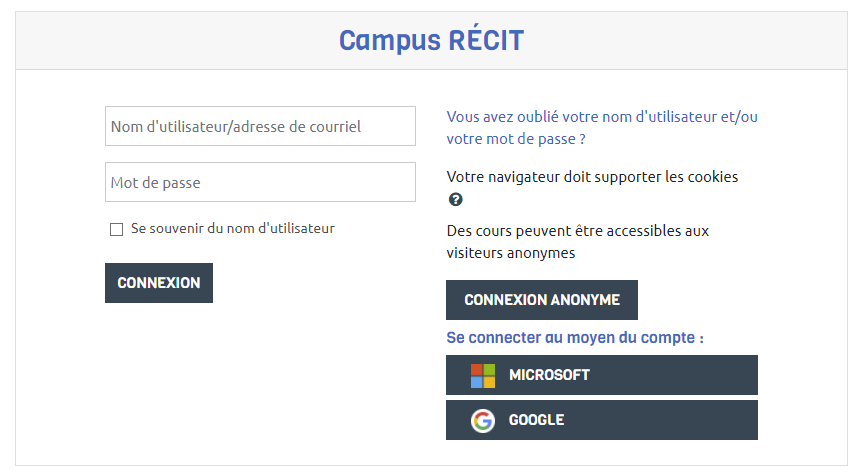 Campus RÉCIT
Nom d'utilisateur/adresse de courriel
Mot de passe
Se souvenir du nom d'utilisateur
CONNEXION
Vous avez oublié votre nom d'utilisateur et/ou
votre mot de passe ?
Votre navigateur doit supporter les cookies
?
Des cours peuvent être accessibles aux
visiteurs anonymes
CONNEXION ANONYME
Se connecter au moyen du compte :
MICROSOFT
GOOGLE